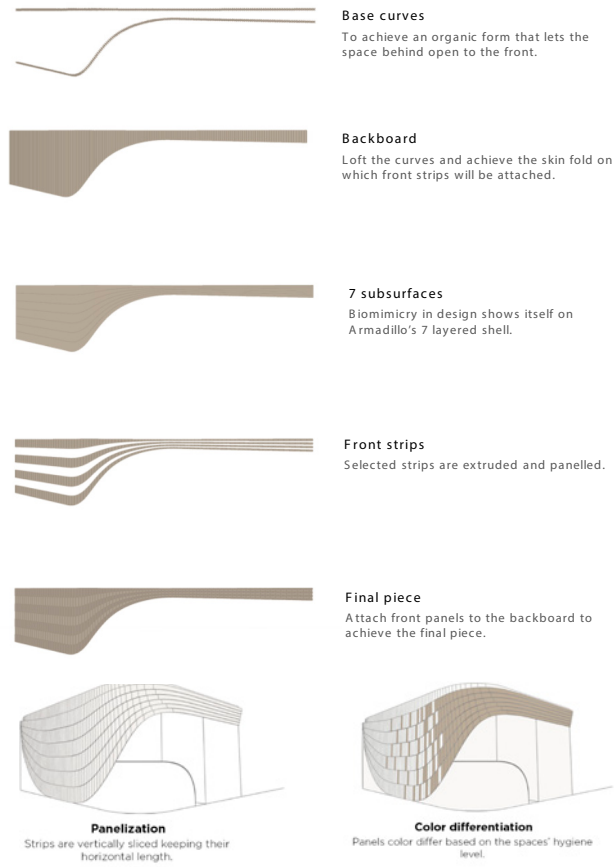 Base curves
To achieve an organic form that lets the
space behind open to the front.
Backboard
Loft the curves and achieve the skin fold on
which front strips will be attached.
7 subsurfaces
Biomimicry in design shows itself on
Armadillo's 7 layered shell.
Front strips
Selected strips are extruded and panelled.
Final piece
Attach front panels to the backboard to
achieve the final piece.
Panelization
Strips are vertically sliced keeping their
horizontal length.
Color differentiation
Panels color differ based on the spaces' hygiene
level.